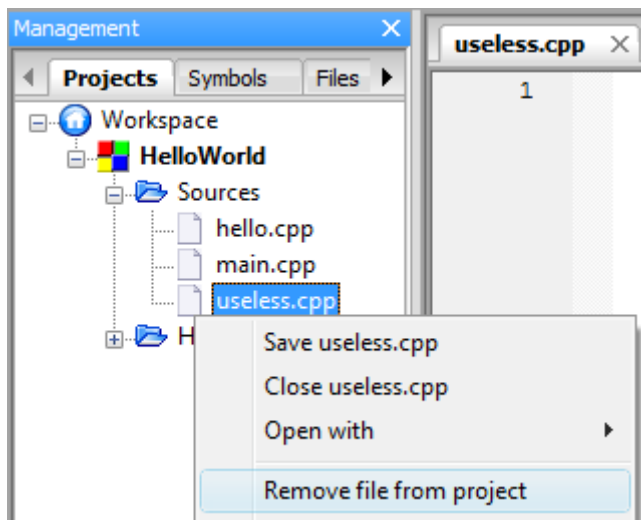 Management
useless.cpp
Projects Symbols Files
1
Workspace
HelloWorld
Sources
hello.cpp
main.cpp
useless.cpp
H
Save useless.cpp
Close useless.cpp
Open with
Remove file from project